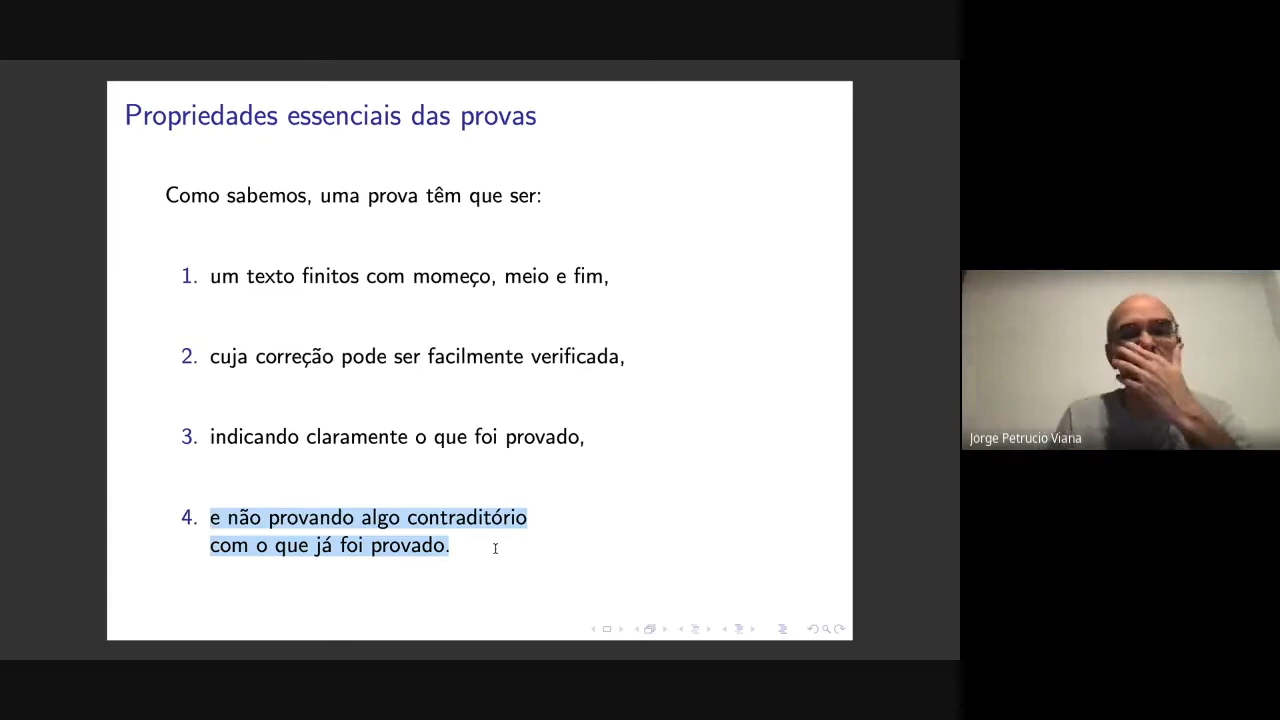 Propriedades essenciais das provas
Como sabemos, uma prova têm que ser:
1. um texto finitos com momeço, meio e fim,
2. cuja correção pode ser facilmente verificada,
3. indicando claramente o que foi provado,
4. e não provando algo contraditório
com o que já foi provado.
Jorge Petrucio Viana